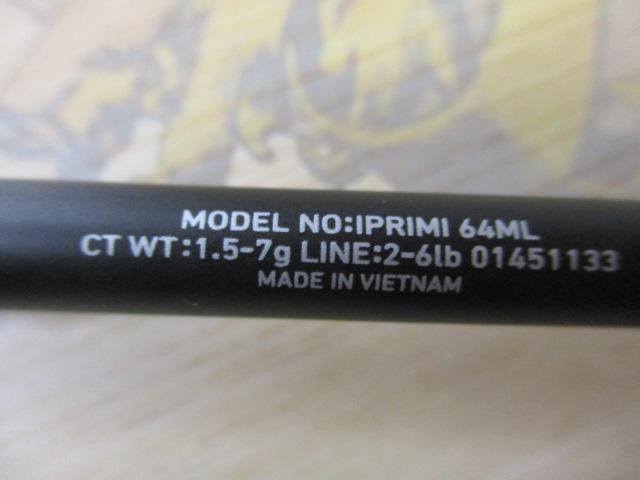 MODEL NO:IPRIMI 64ML
CT WT:1.5-7g LINE:2-6lb 01451133
MADE IN VIETNAM